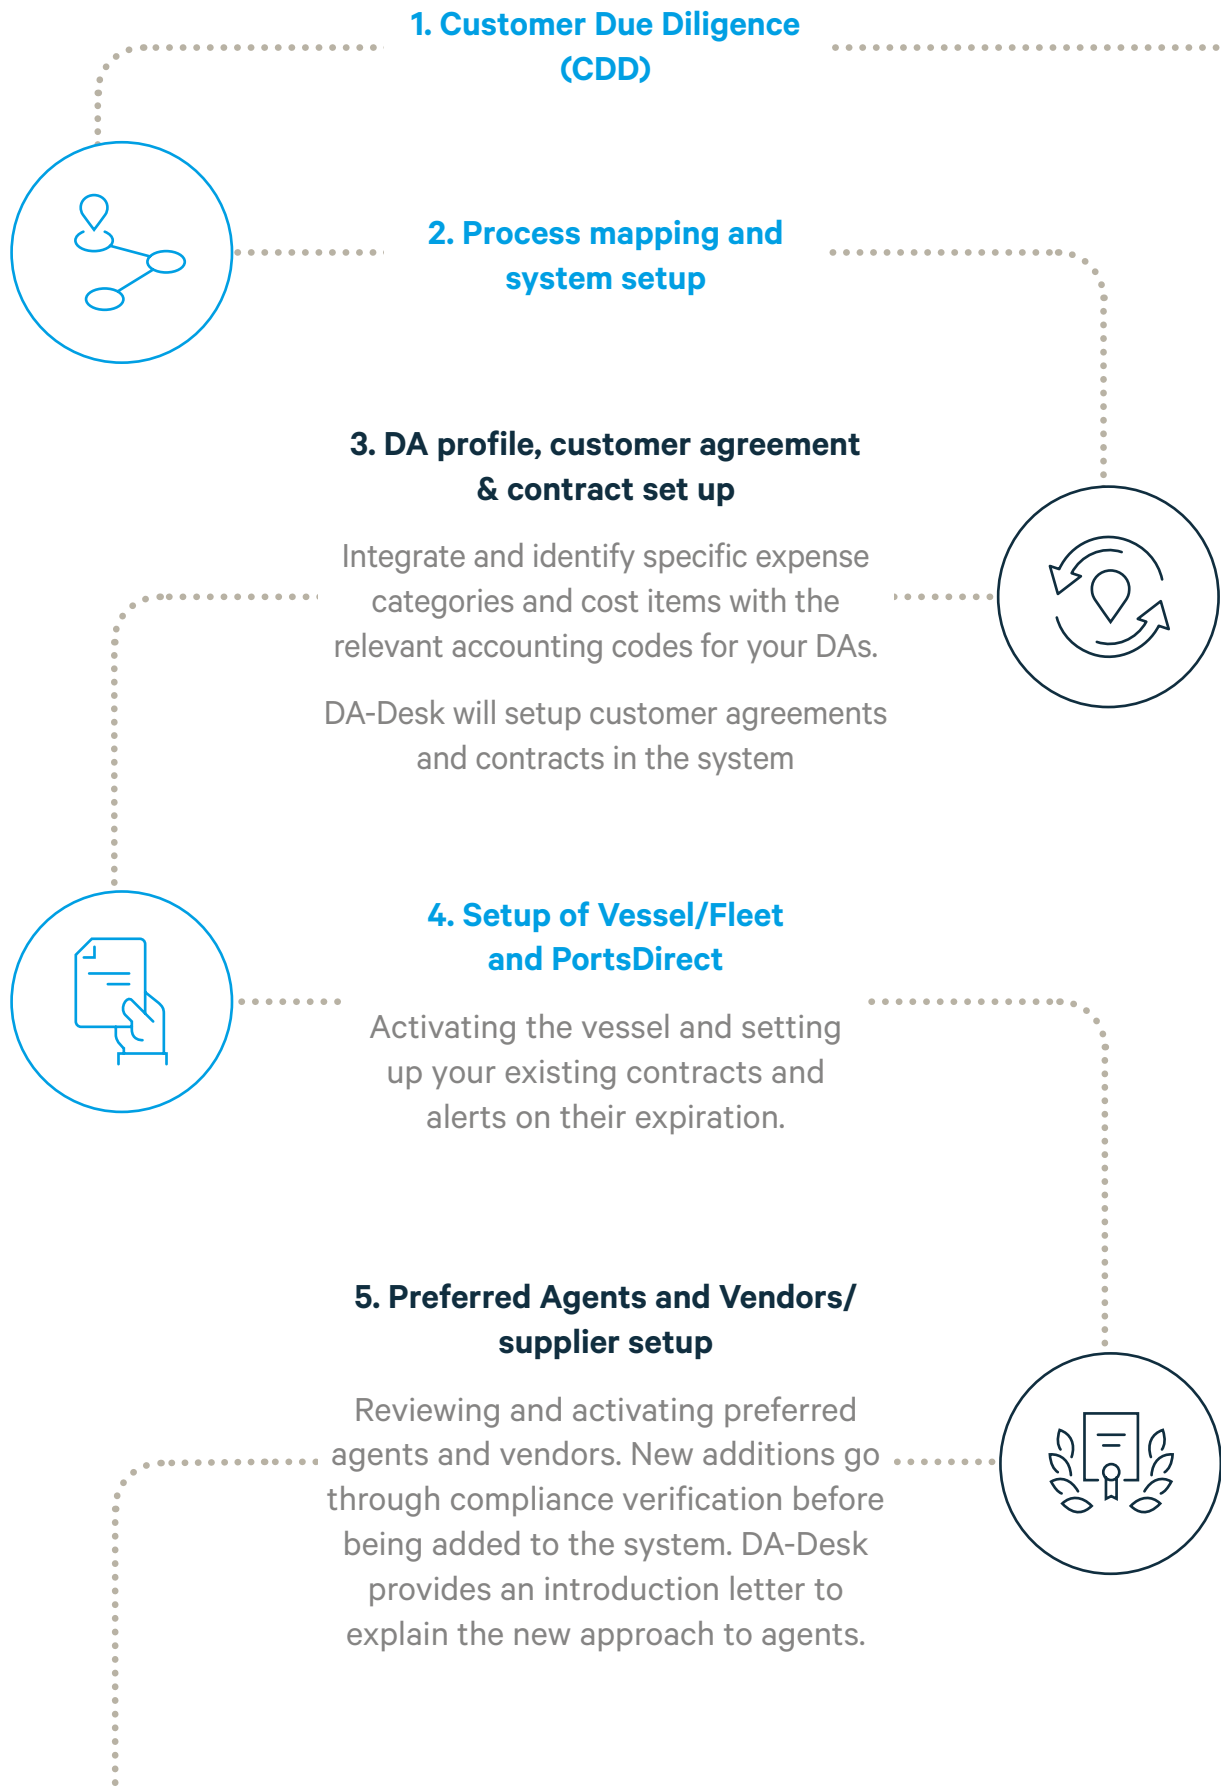 1. Customer Due Diligence
(CDD)
2. Process mapping and
system setup
3. DA profile, customer agreement
& contract set up
Integrate and identify specific expense
categories and cost items with the
relevant accounting codes for your DAs.
DA-Desk will setup customer agreements
and contracts in the system
4. Setup of Vessel/Fleet
and PortsDirect
Activating the vessel and setting
up your existing contracts and
alerts on their expiration.
5. Preferred Agents and Vendors/
supplier setup
Reviewing and activating preferred
agents and vendors. New additions go
through compliance verification before
being added to the system. DA-Desk
provides an introduction letter to
explain the new approach to agents.